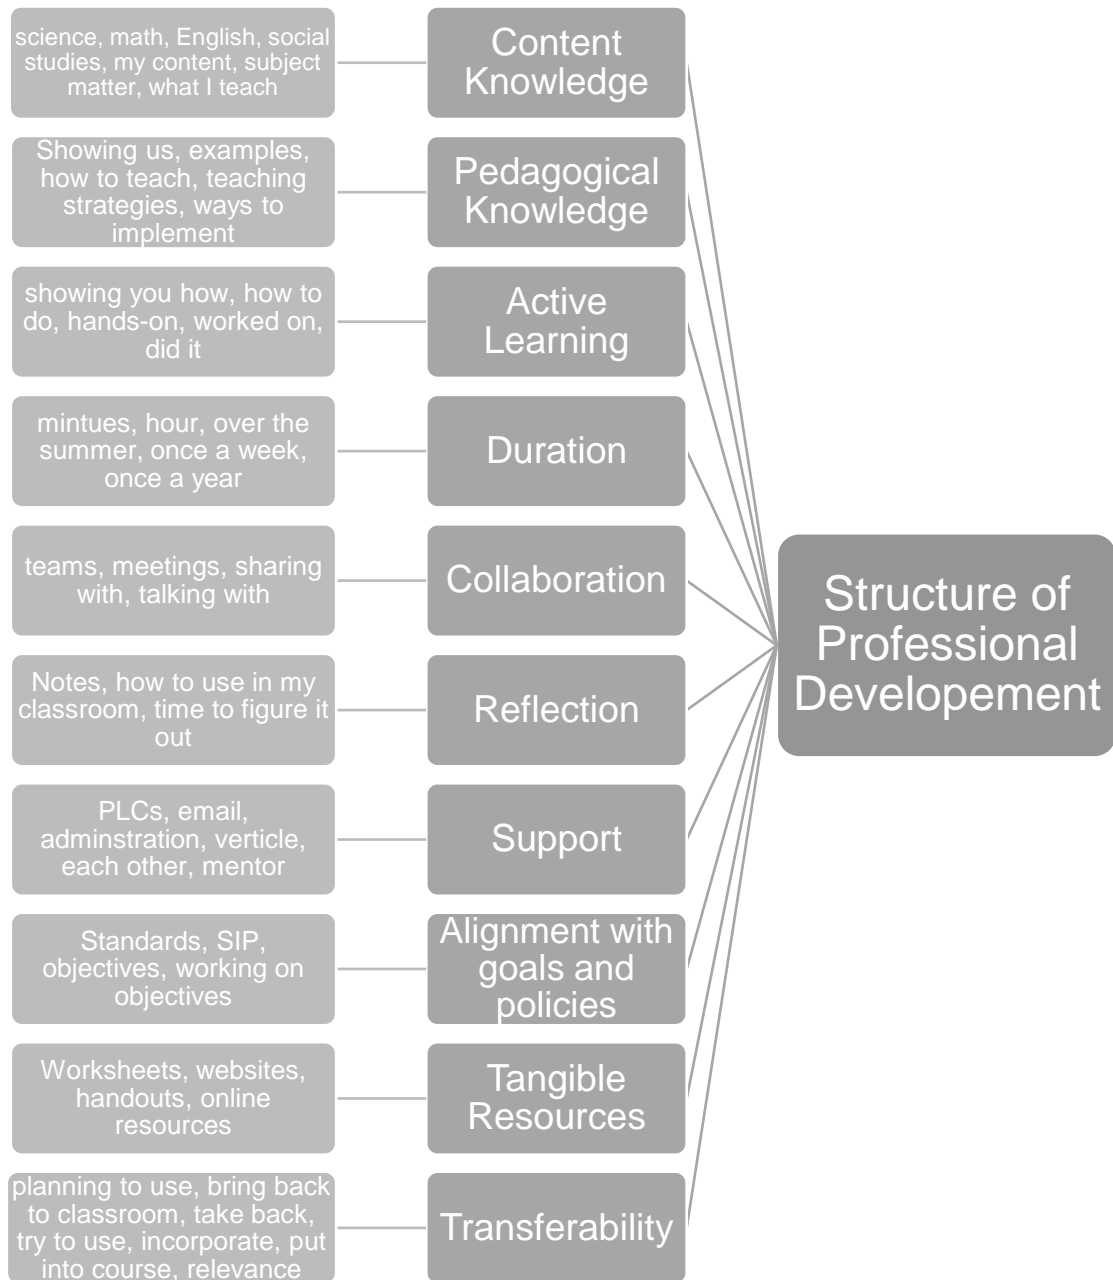 science, math, English, social
studies, my content, subject
matter, what I teach
Content
Knowledge
Showing us, examples,
how to teach, teaching
strategies, ways to
implement
Pedagogical
Knowledge
showing you how, how to
do, hands-on, worked on,
did it
Active
Learning
mintues, hour, over the
summer, once a week,
once a year
Duration
teams, meetings, sharing
with, talking with
Collaboration
Notes, how to use in my
classroom, time to figure it
out
Reflection
PLCs, email,
adminstration, verticle,
each other, mentor
Support
Standards, SIP,
objectives, working on
objectives
Alignment with
goals and
policies
Worksheets, websites,
handouts, online
resources
Tangible
Resources
planning to use, bring back
to classroom, take back,
try to use, incorporate, put
into course, relevance
Transferability
Structure of
Professional
Developement